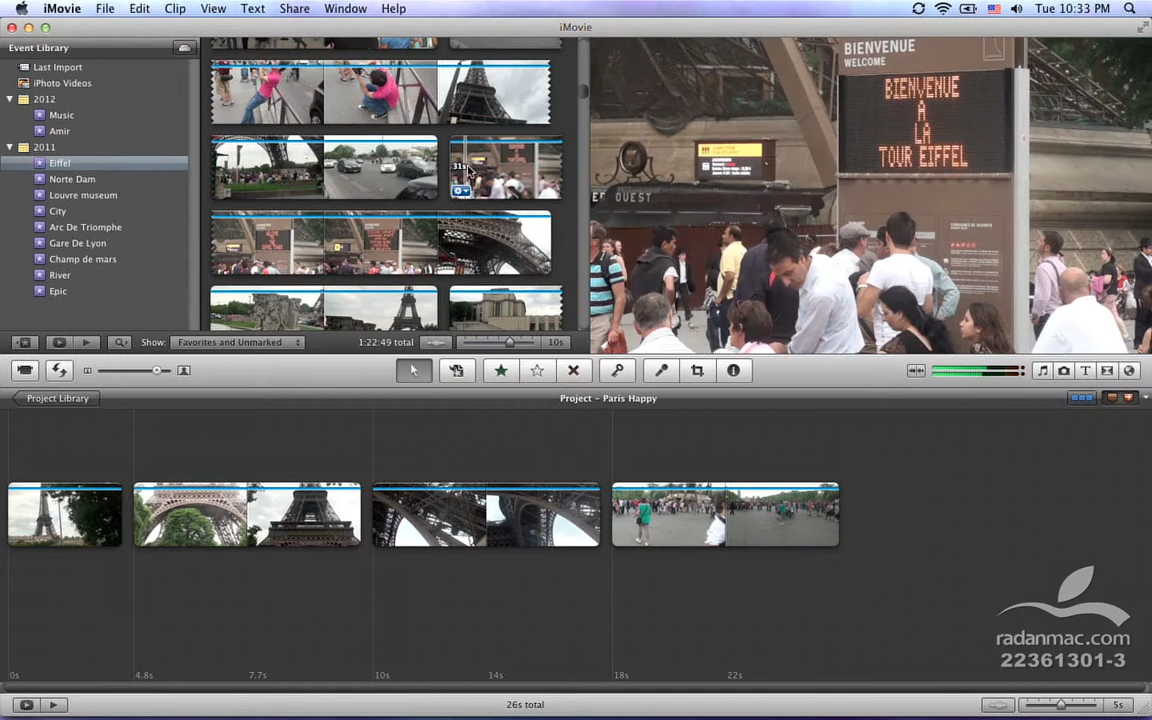 iMovie File Edit Clip View Text Share Window Help Tue 10:33 PM
iMovie
Event Library
Last Import
iPhoto Videos
2012
Music
Amir
2011
Eiffel
Norte Dam
Louvre museum
City
Arc De Triomphe
Gare De Lyon
Champ de mars
River
Epic
31s
BIENVENUE
WELCOME
BIENVENUE
A
LA
TOUR EIFFEL
OUEST
Show: Favorites and Unmarked 1:22:49 total 10s
Project Library
Project - Paris Happy
0s 4.8s 7.7s 10s 14s 18s 22s
radanmac.com
22361301-3
26s total 5s